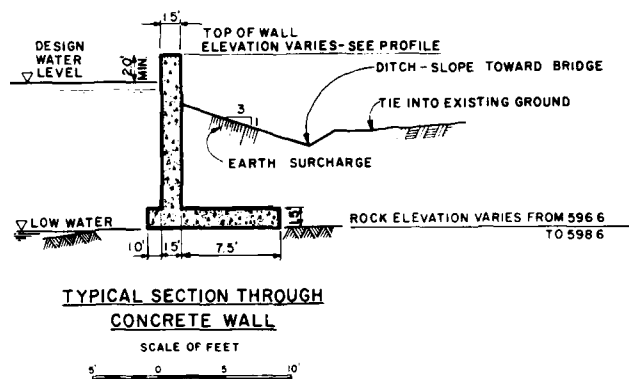 1.5'
TOP OF WALL
ELEVATION VARIES-SEE PROFILE
DESIGN
WATER
LEVEL
2.0'
MIN.
DITCH-SLOPE TOWARD BRIDGE
TIE INTO EXISTING GROUND
3
1
EARTH SURCHARGE
LOW WATER
1.5'
ROCK ELEVATION VARIES FROM 596.6
TO 598.6
1.0' 1.5' 7.5'
TYPICAL SECTION THROUGH
CONCRETE WALL
SCALE OF FEET
5' 0 5' 10'